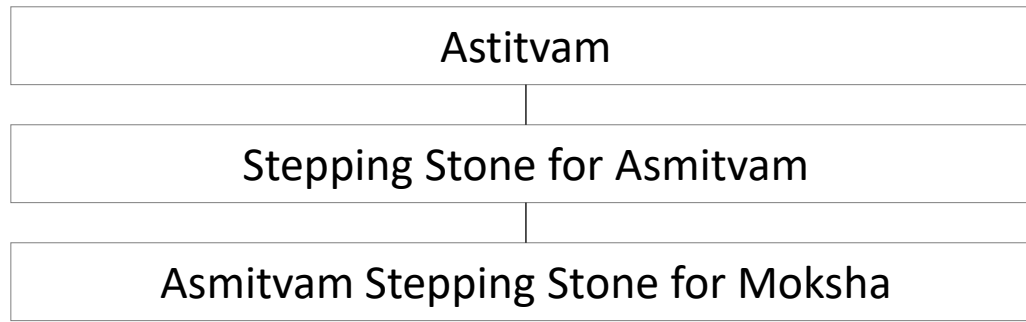 Astitvam
Stepping Stone for Asmitvam
Asmitvam Stepping Stone for Moksha